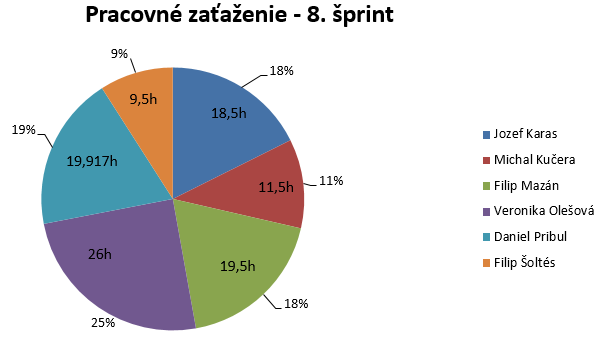 Pracovné zaťaženie - 8. šprint
9%
18%
9,5h
18,5h
19%
19,917h
11,5h
11%
26h
19,5h
18%
25%
Jozef Karas
Michal Kučera
Filip Mazán
Veronika Olešová
Daniel Pribul
Filip Šoltés